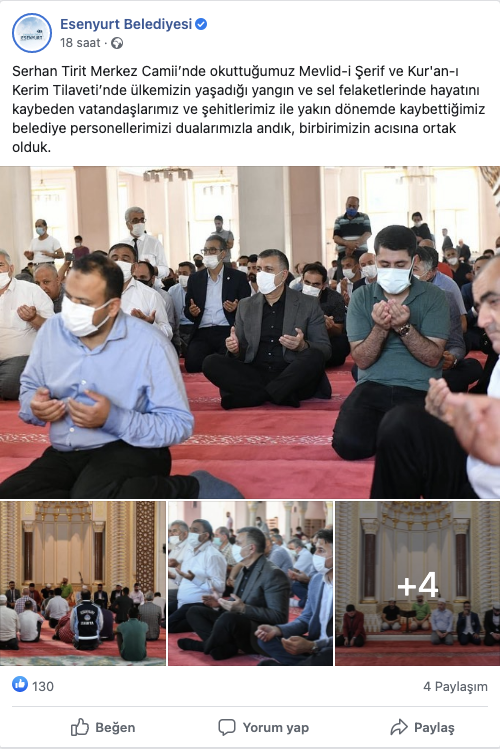 Esenyurt Belediyesi
18 saat ·
Serhan Tirit Merkez Camii’nde okuttuğumuz Mevlid-i Şerif ve Kur'an-ı
Kerim Tilaveti’nde ülkemizin yaşadığı yangın ve sel felaketlerinde hayatını
kaybeden vatandaşlarımız ve şehitlerimiz ile yakın dönemde kaybettiğimiz
belediye personellerimizi dualarımızla andık, birbirimizin acısına ortak
olduk.
+4
130
4 Paylaşım
Beğen
Yorum yap
Paylaş